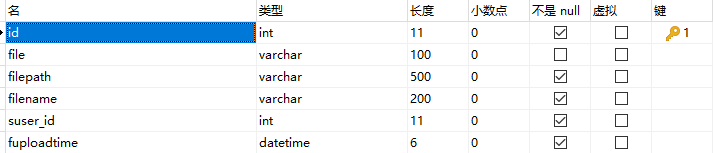 名 类型 长度 小数点 不是 null 虚拟 键
id int 11 0 1
file varchar 100 0
filepath varchar 500 0
filename varchar 200 0
suser_id int 11 0
fuploadtime datetime 6 0